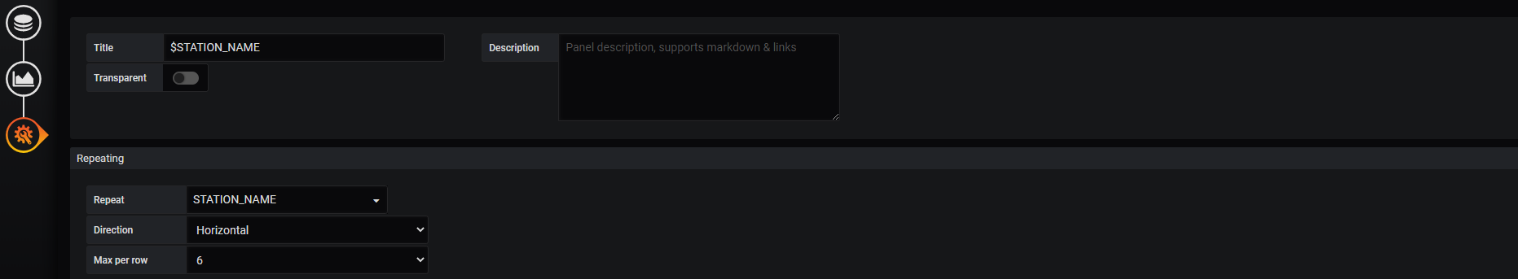 Title $STATION_NAME
Description Panel description, supports markdown & links
Transparent
Repeating
Repeat STATION_NAME
Direction Horizontal
Max per row 6